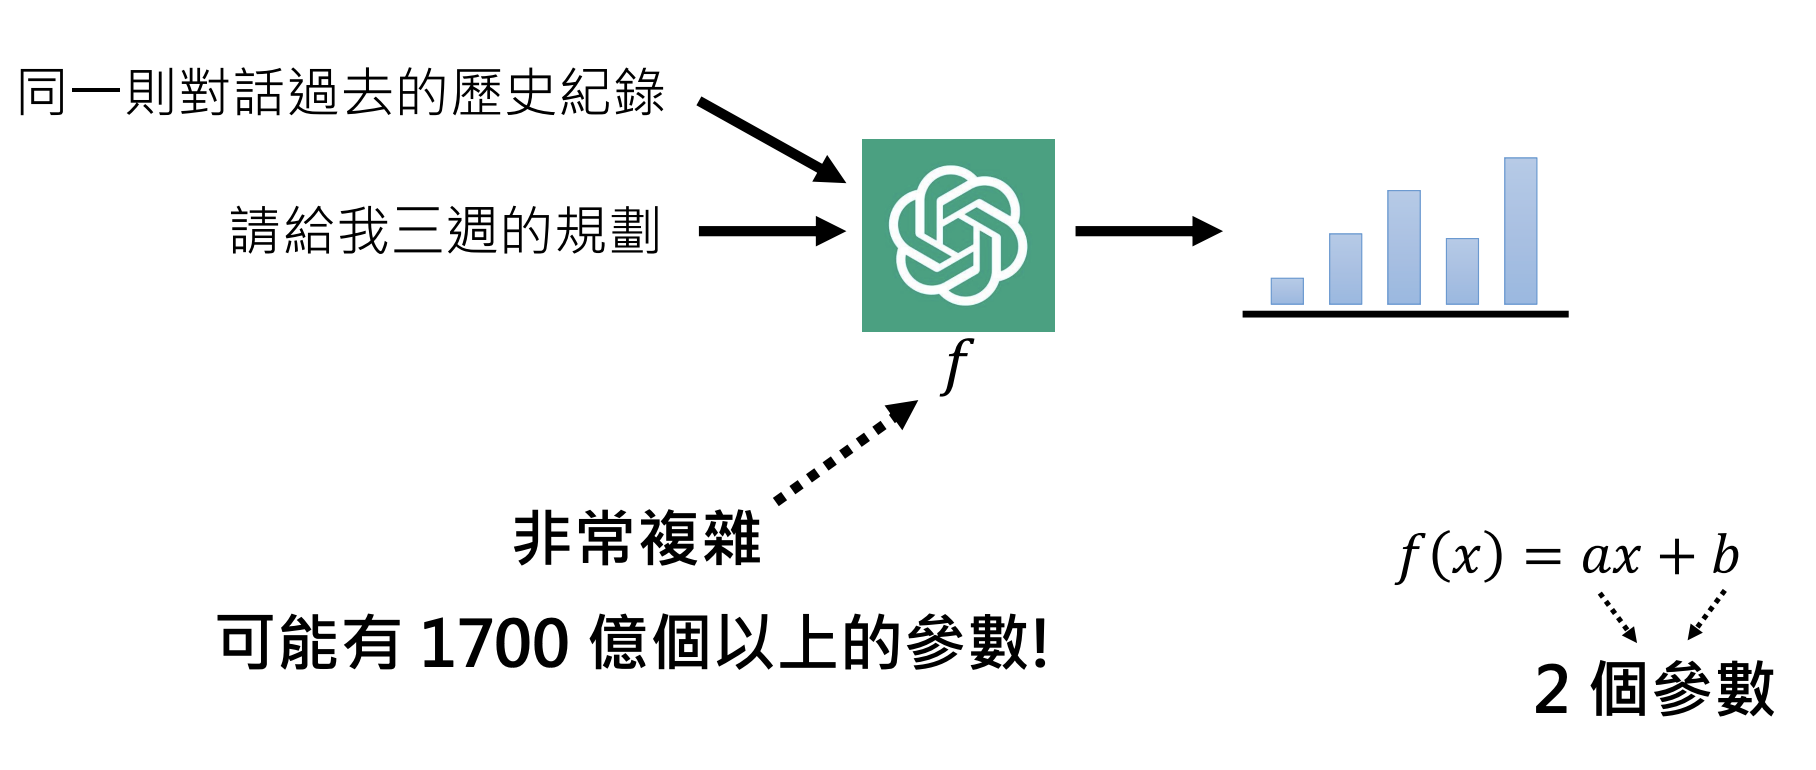 同一則對話過去的歷史紀錄
請給我三週的規劃
f
非常複雜
可能有 1700 億個以上的參數!
f(x) = ax + b
2 個參數